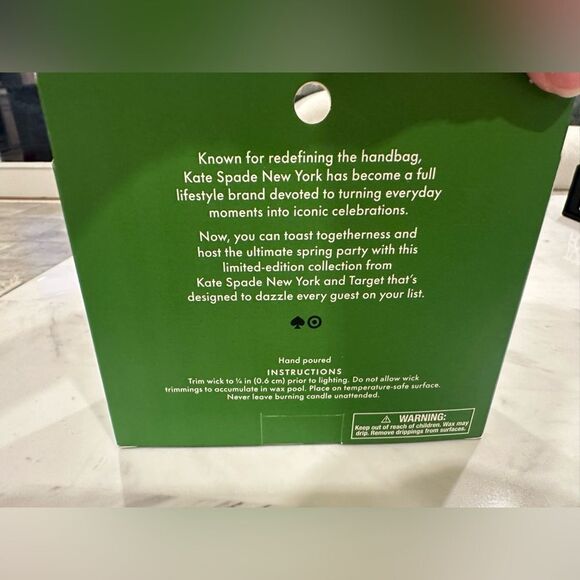 Known for redefining the handbag,
Kate Spade New York has become a full
lifestyle brand devoted to turning everyday
moments into iconic celebrations.
Now, you can toast togetherness and
host the ultimate spring party with this
limited-edition collection from
Kate Spade New York and Target that's
designed to dazzle every guest on your list.
Hand poured
INSTRUCTIONS
Trim wick to ¼ in (0.6 cm) prior to lighting. Do not allow wick
trimmings to accumulate in wax pool. Place on temperature-safe surface.
Never leave burning candle unattended.
⚠ WARNING:
Keep out of reach of children. Wax may
drip. Remove drippings from surfaces.